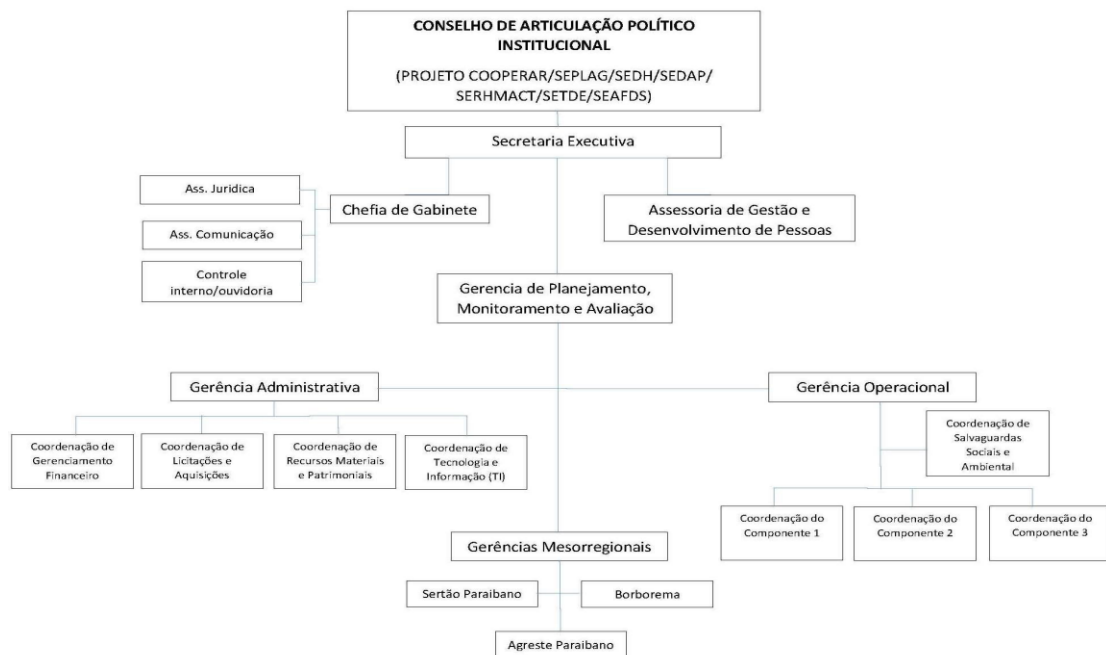 CONSELHO DE ARTICULAÇÃO POLÍTICO
INSTITUCIONAL
(PROJETO COOPERAR/SEPLAG/SEDH/SEDAP/
SERHMACT/SETDE/SEAFDS)
Secretaria Executiva
Ass. Juridica
Ass. Comunicação
Controle
interno/ouvidoria
Chefia de Gabinete
Assessoria de Gestão e
Desenvolvimento de Pessoas
Gerencia de Planejamento,
Monitoramento e Avaliação
Gerência Administrativa
Gerência Operacional
Coordenação de
Gerenciamento
Financeiro
Coordenação de
Licitações e
Aquisições
Coordenação de
Recursos Materiais
e Patrimoniais
Coordenação de
Tecnologia e
Informação (TI)
Coordenação de
Salvaguardas
Sociais e
Ambiental
Coordenação do
Componente 1
Coordenação do
Componente 2
Coordenação do
Componente 3
Gerências Mesorregionais
Sertão Paraibano
Borborema
Agreste Paraibano